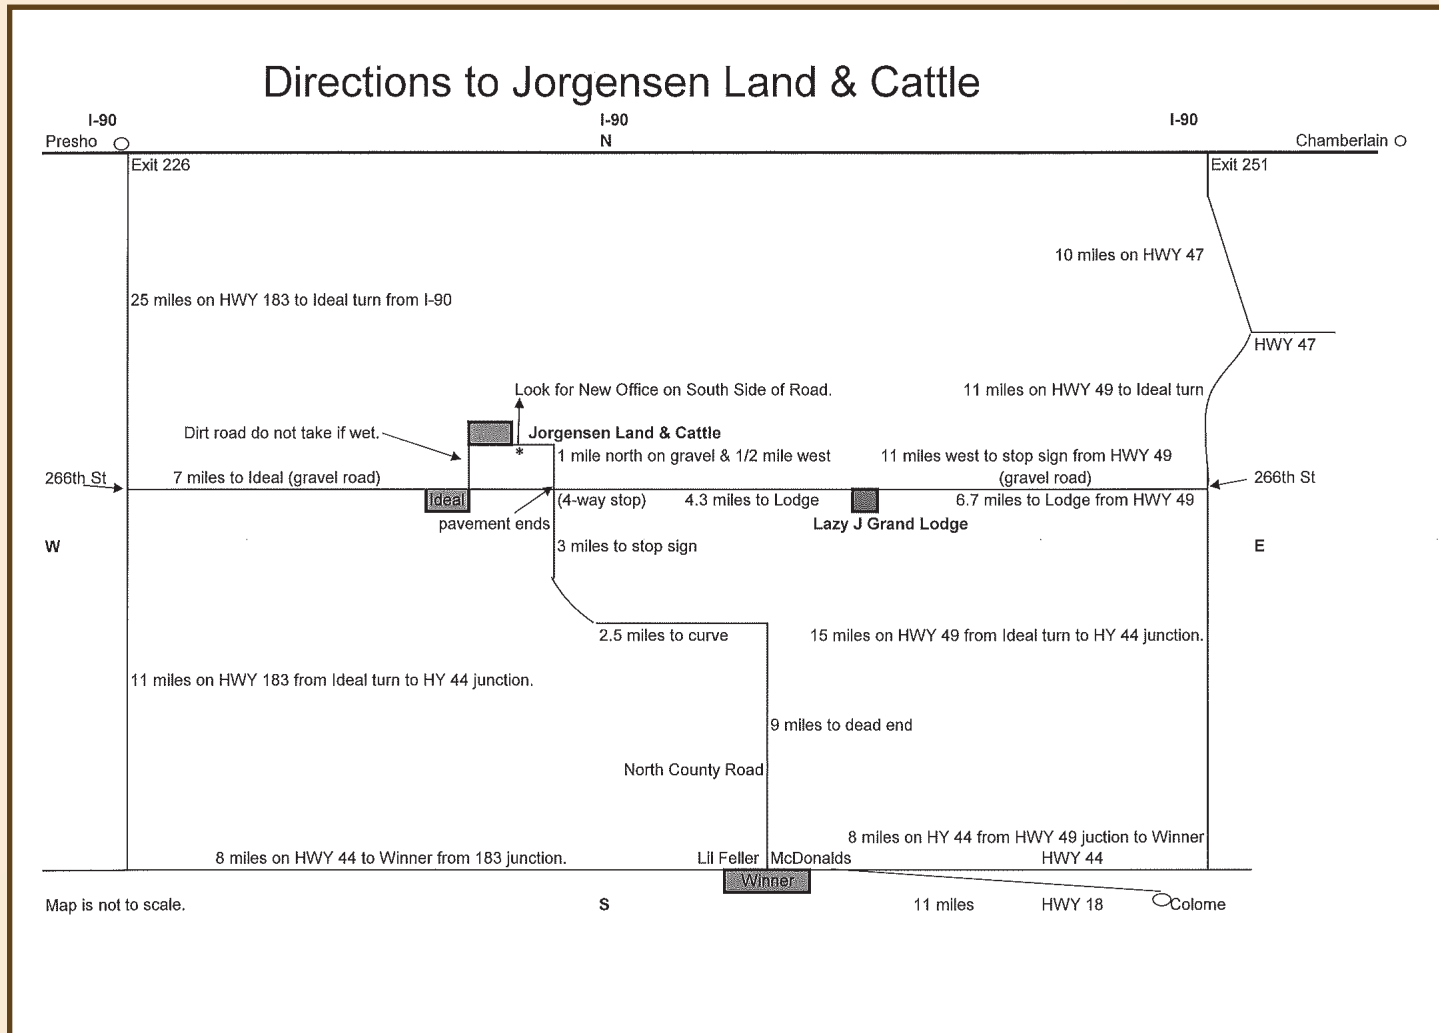 Directions to Jorgensen Land & Cattle
I-90 I-90 I-90
Presho N Chamberlain
Exit 226 Exit 251
10 miles on HWY 47
25 miles on HWY 183 to Ideal turn from I-90
HWY 47
Look for New Office on South Side of Road. 11 miles on HWY 49 to Ideal turn
Dirt road do not take if wet. Jorgensen Land & Cattle
* 1 mile north on gravel & 1/2 mile west 11 miles west to stop sign from HWY 49
266th St 7 miles to Ideal (gravel road) (gravel road) 266th St
Ideal (4-way stop) 4.3 miles to Lodge 6.7 miles to Lodge from HWY 49
pavement ends Lazy J Grand Lodge
W 3 miles to stop sign E
2.5 miles to curve 15 miles on HWY 49 from Ideal turn to HY 44 junction.
11 miles on HWY 183 from Ideal turn to HY 44 junction.
9 miles to dead end
North County Road
8 miles on HY 44 from HWY 49 juction to Winner
8 miles on HWY 44 to Winner from 183 junction. Lil Feller McDonalds HWY 44
Winner
Map is not to scale. S 11 miles HWY 18 Colome